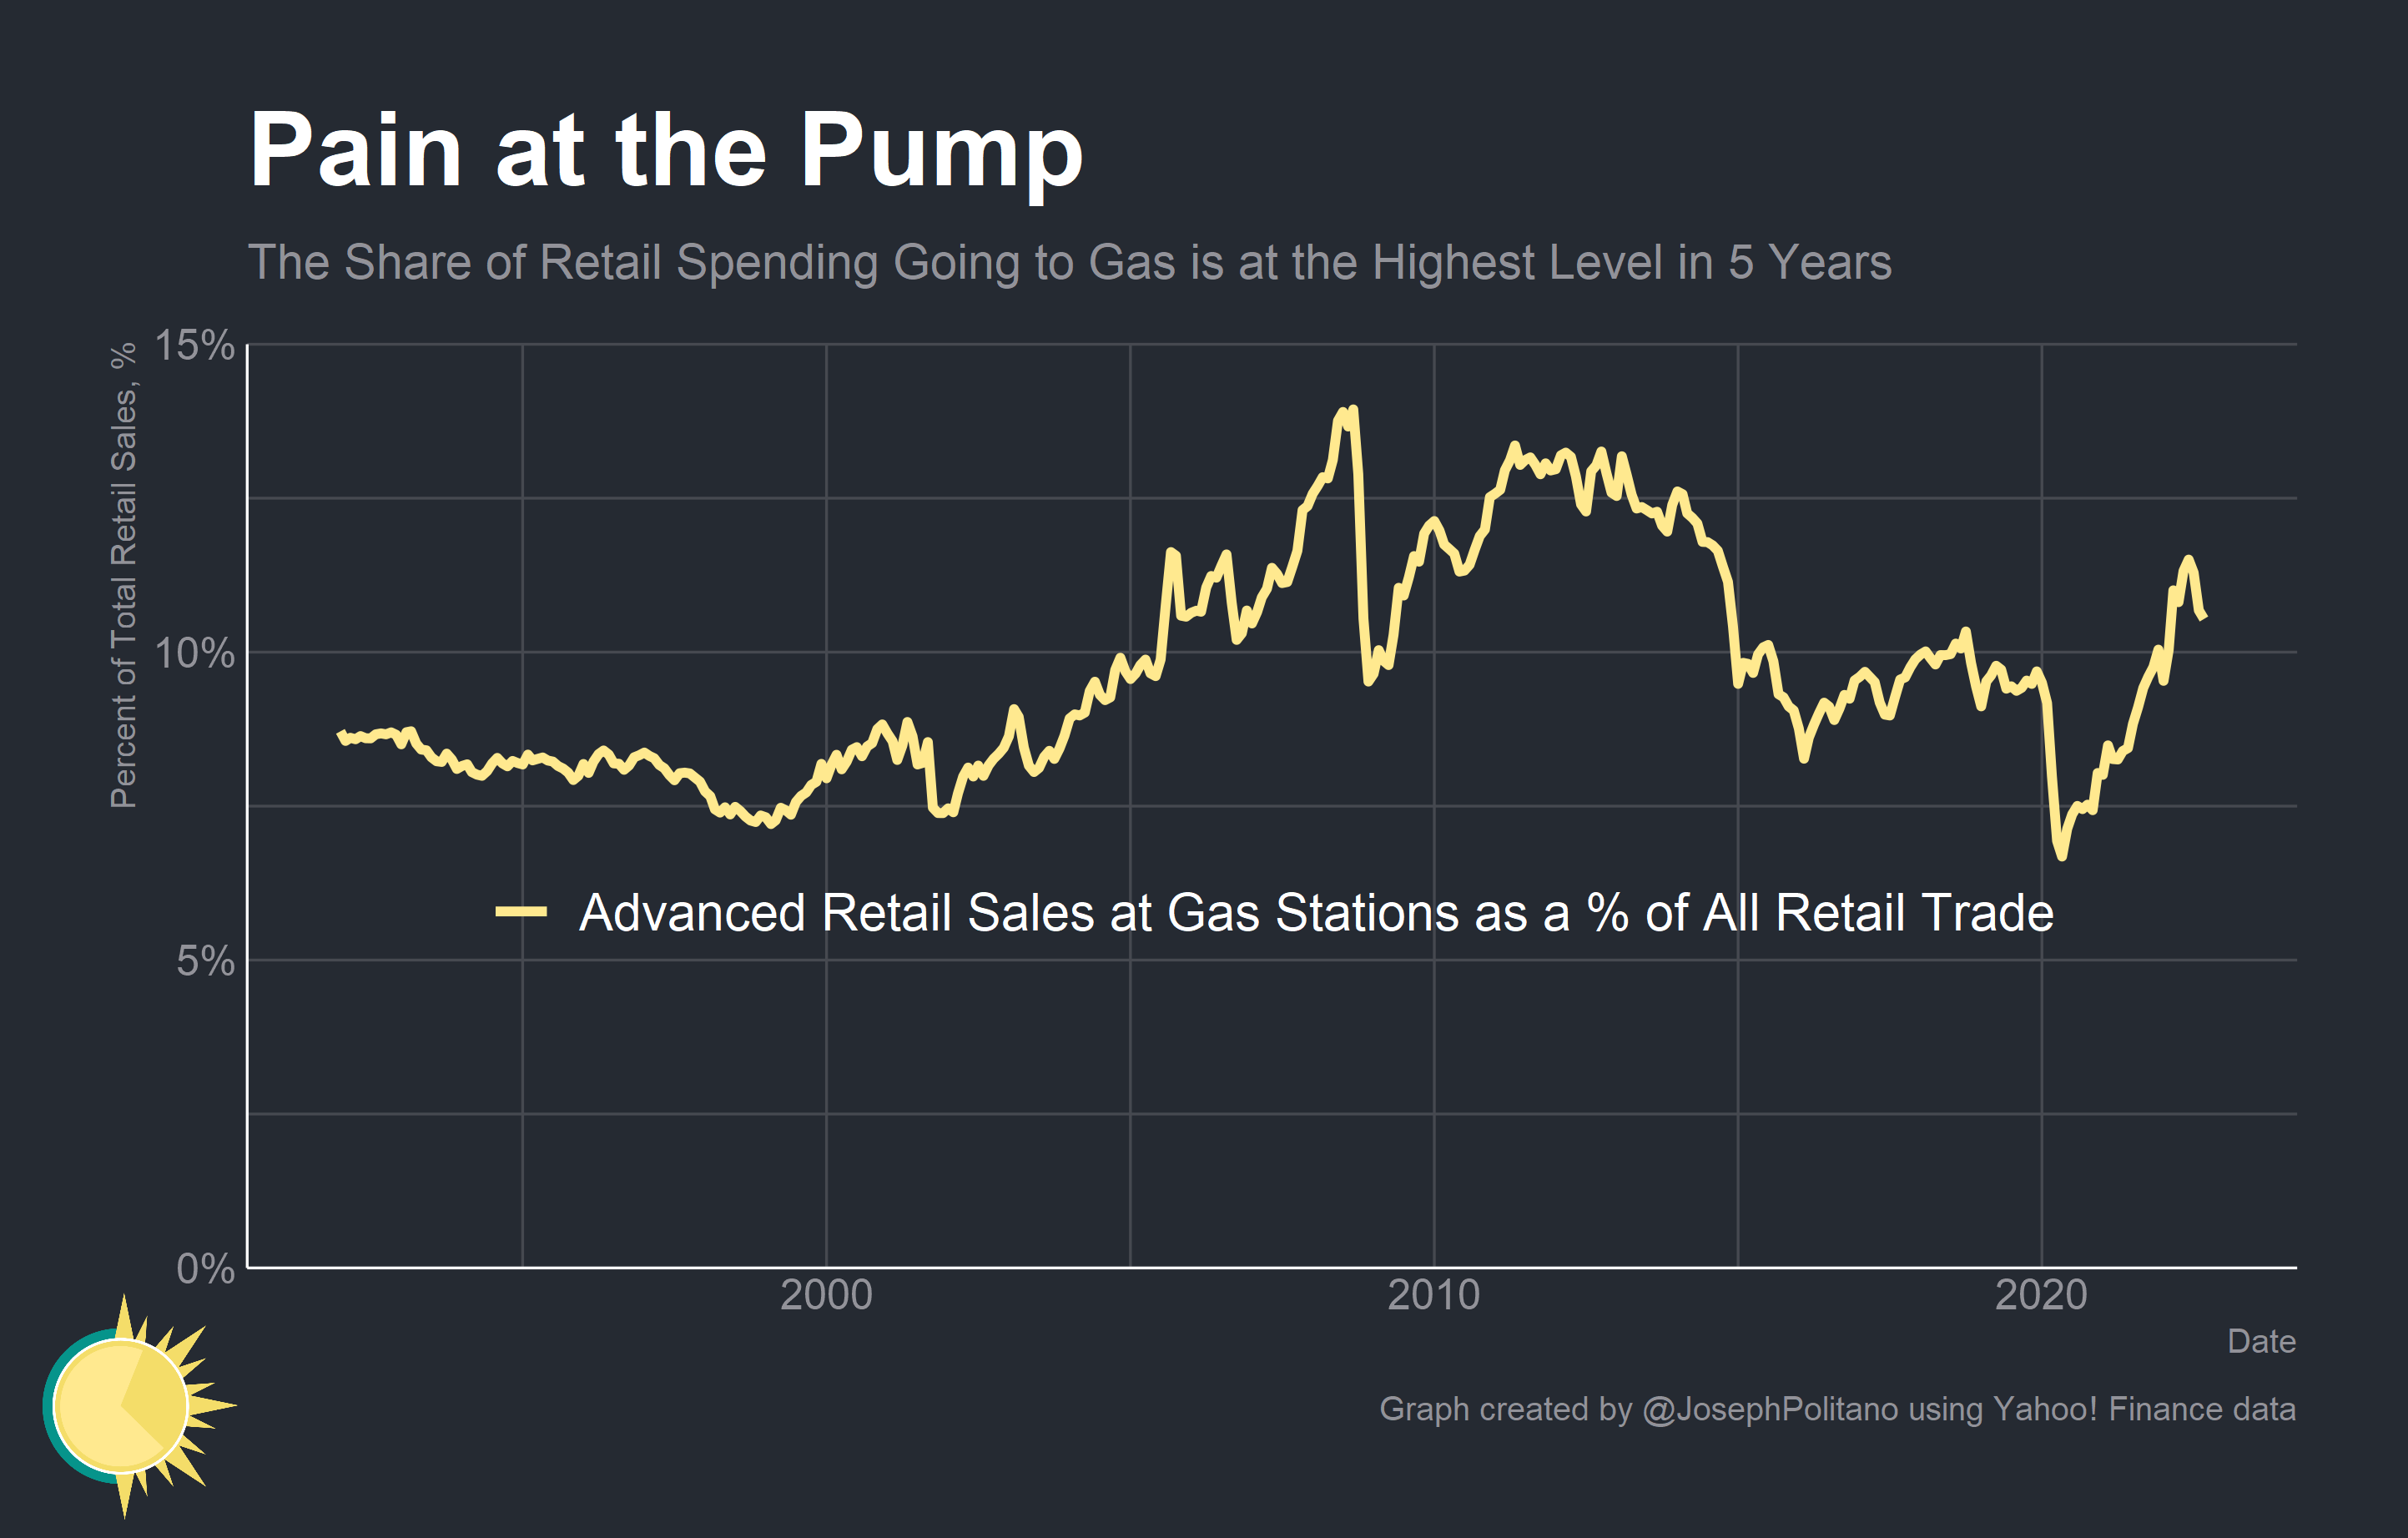 Pain at the Pump
The Share of Retail Spending Going to Gas is at the Highest Level in 5 Years
Percent of Total Retail Sales, %
15%
10%
5%
0%
Advanced Retail Sales at Gas Stations as a % of All Retail Trade
2000 2010 2020
Date
Graph created by @JosephPolitano using Yahoo! Finance data